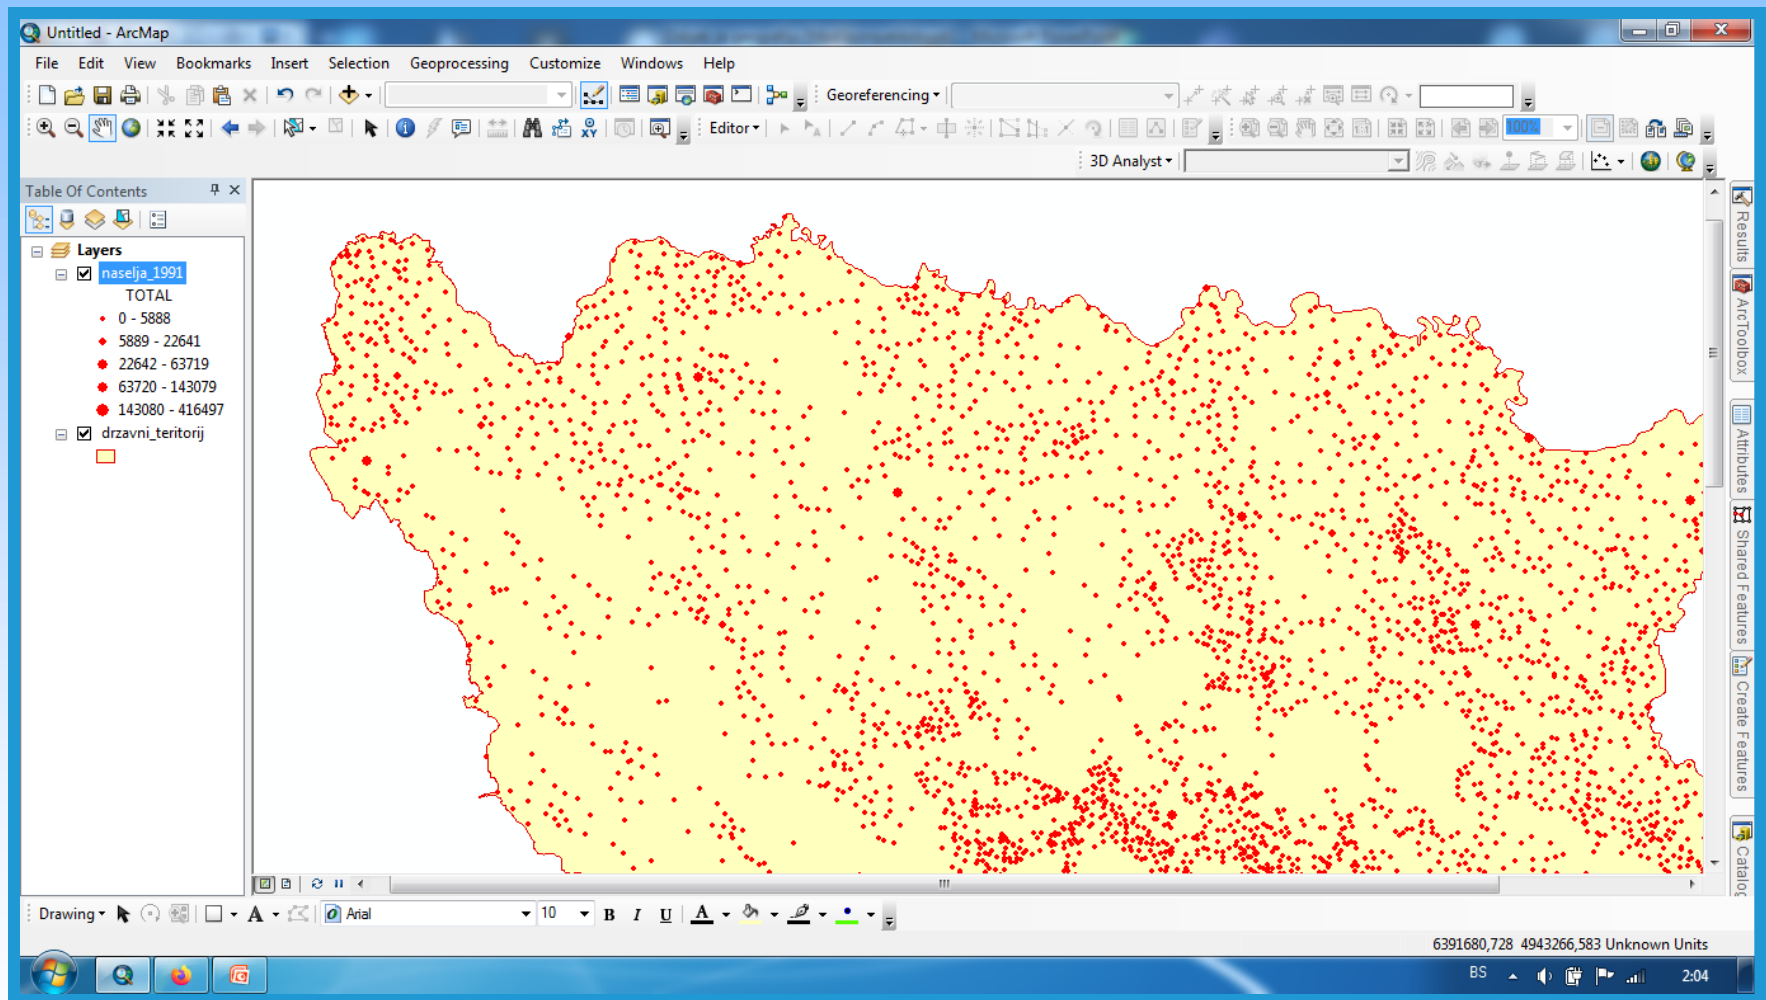 Untitled - ArcMap
File Edit View Bookmarks Insert Selection Geoprocessing Customize Windows Help
Georeferencing
Editor
100%
3D Analyst
Table Of Contents
Layers
naselja_1991
TOTAL
0 - 5888
5889 - 22641
22642 - 63719
63720 - 143079
143080 - 416497
drzavni_teritorij
Results
ArcToolbox
Attributes
Shared Features
Create Features
Catalog
Drawing A Arial 10 B I U A
6391680,728 4943266,583 Unknown Units
BS 2:04